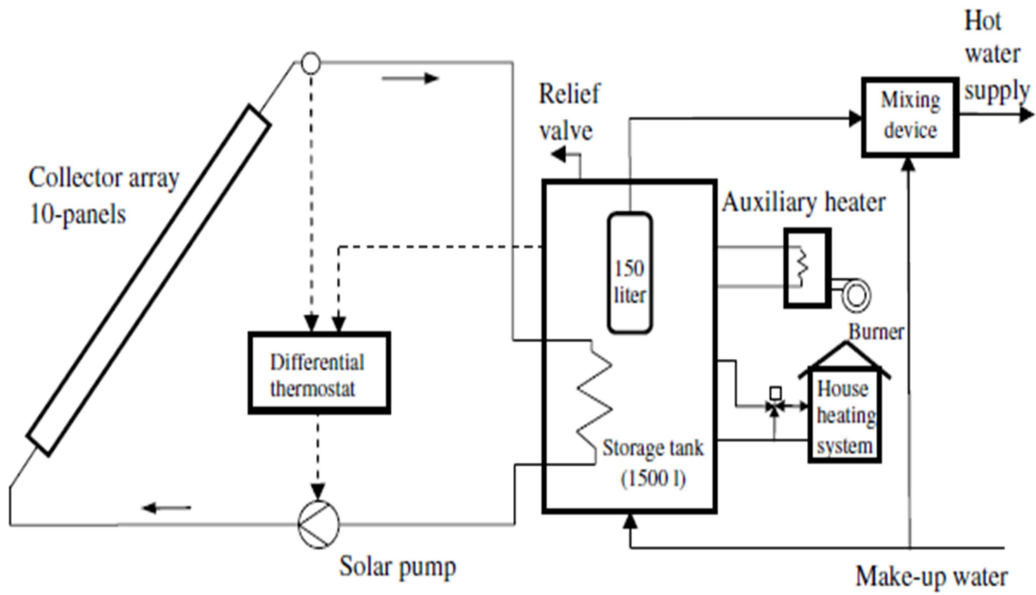 Hot
water
supply
Relief
valve
Mixing
device
Collector array
10-panels
Auxiliary heater
150
liter
Burner
Differential
thermostat
House
heating
system
Storage tank
(1500 l)
Solar pump
Make-up water